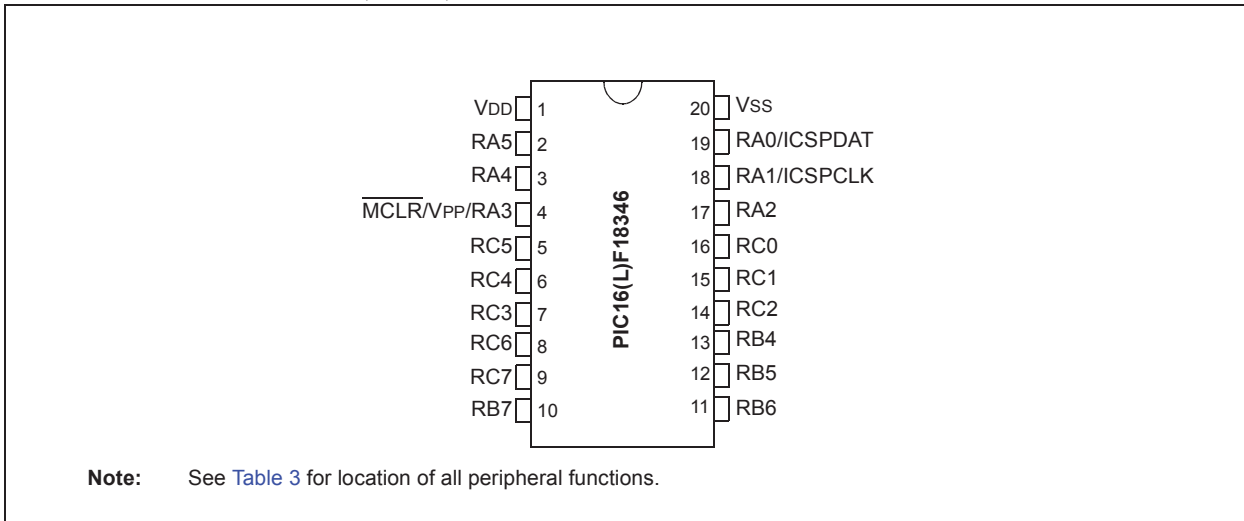 VDD 1 20 VSS
RA5 2 19 RA0/ICSPDAT
RA4 3 18 RA1/ICSPCLK
MCLR/VPP/RA3 4 17 RA2
RC5 5 16 RC0
RC4 6 15 RC1
RC3 7 14 RC2
RC6 8 13 RB4
RC7 9 12 RB5
RB7 10 11 RB6
PIC16(L)F18346
Note: See Table 3 for location of all peripheral functions.